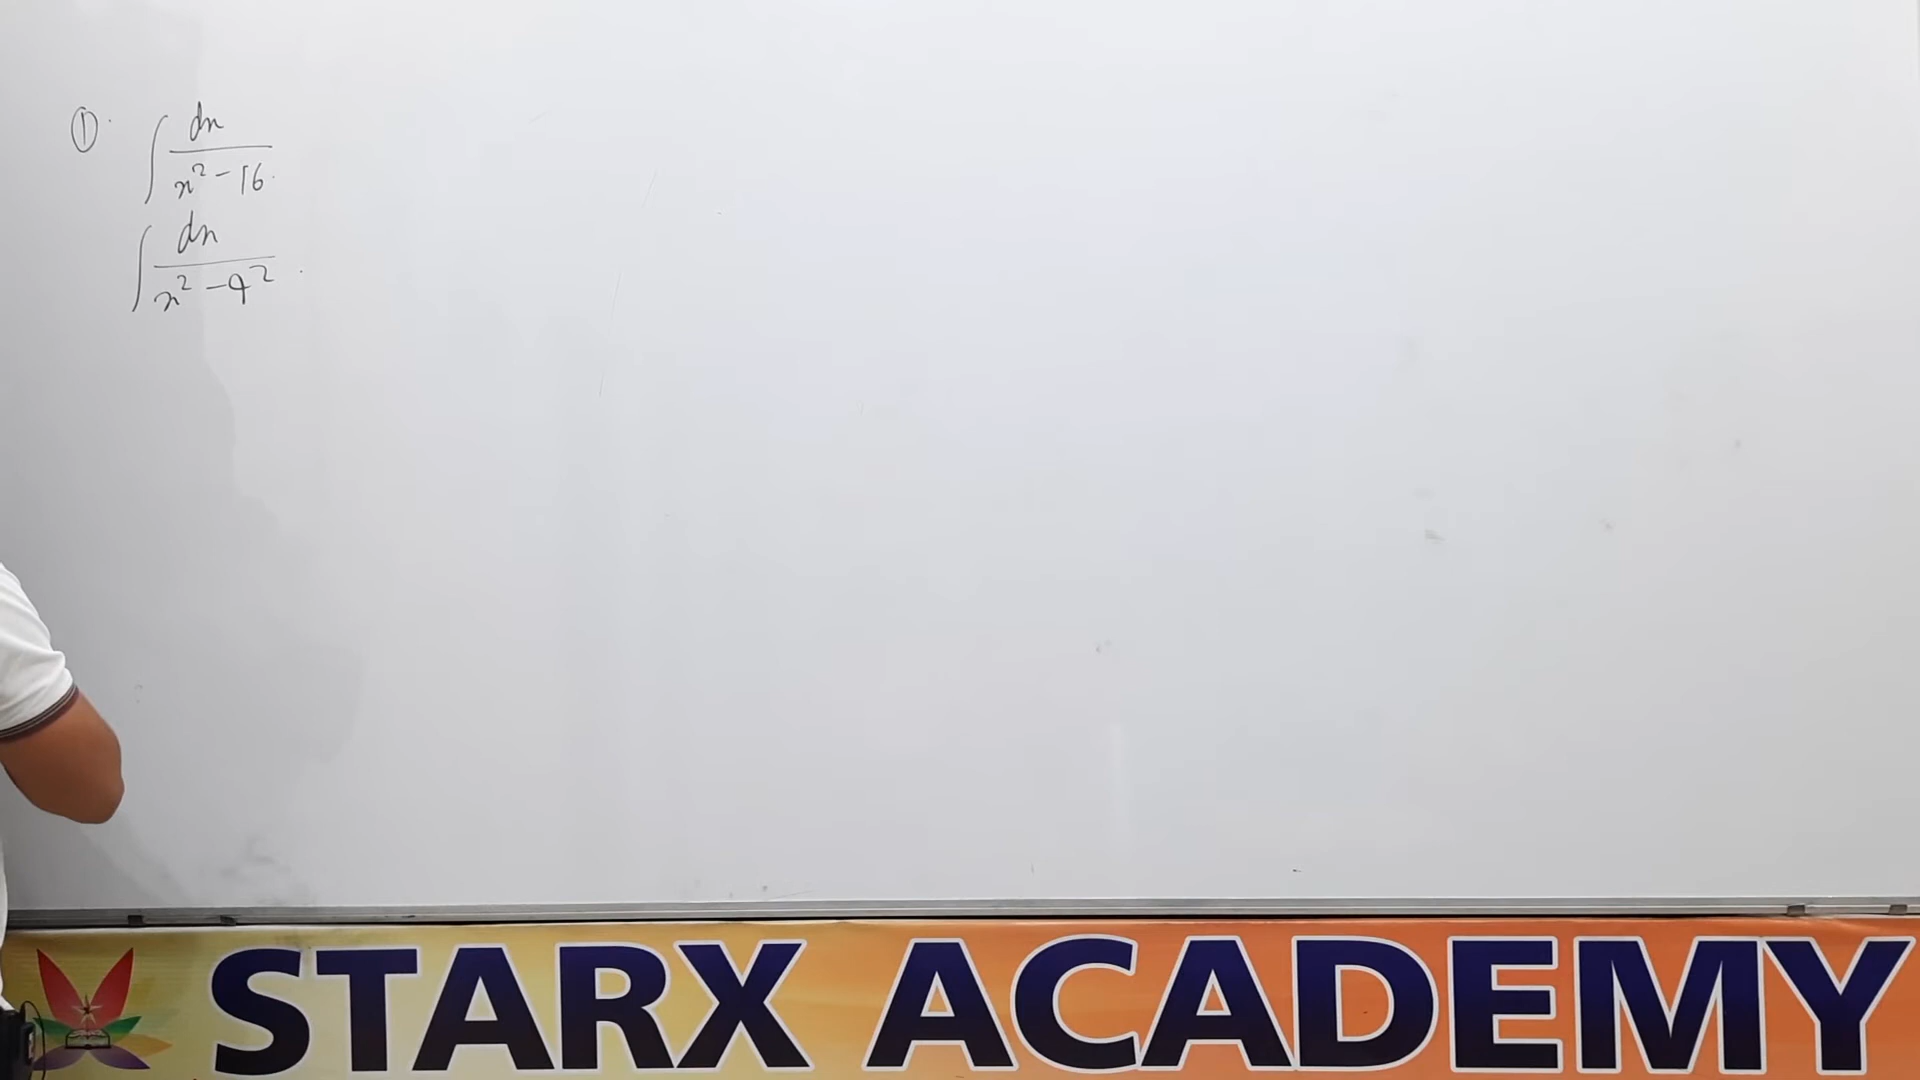 ① ∫ dx / x² - 16
∫ dx / x² - 4²
STARX ACADEMY